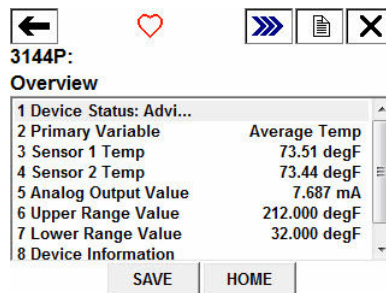 3144P:
Overview
1 Device Status: Advi...
2 Primary Variable Average Temp
3 Sensor 1 Temp 73.51 degF
4 Sensor 2 Temp 73.44 degF
5 Analog Output Value 7.687 mA
6 Upper Range Value 212.000 degF
7 Lower Range Value 32.000 degF
8 Device Information
SAVE HOME